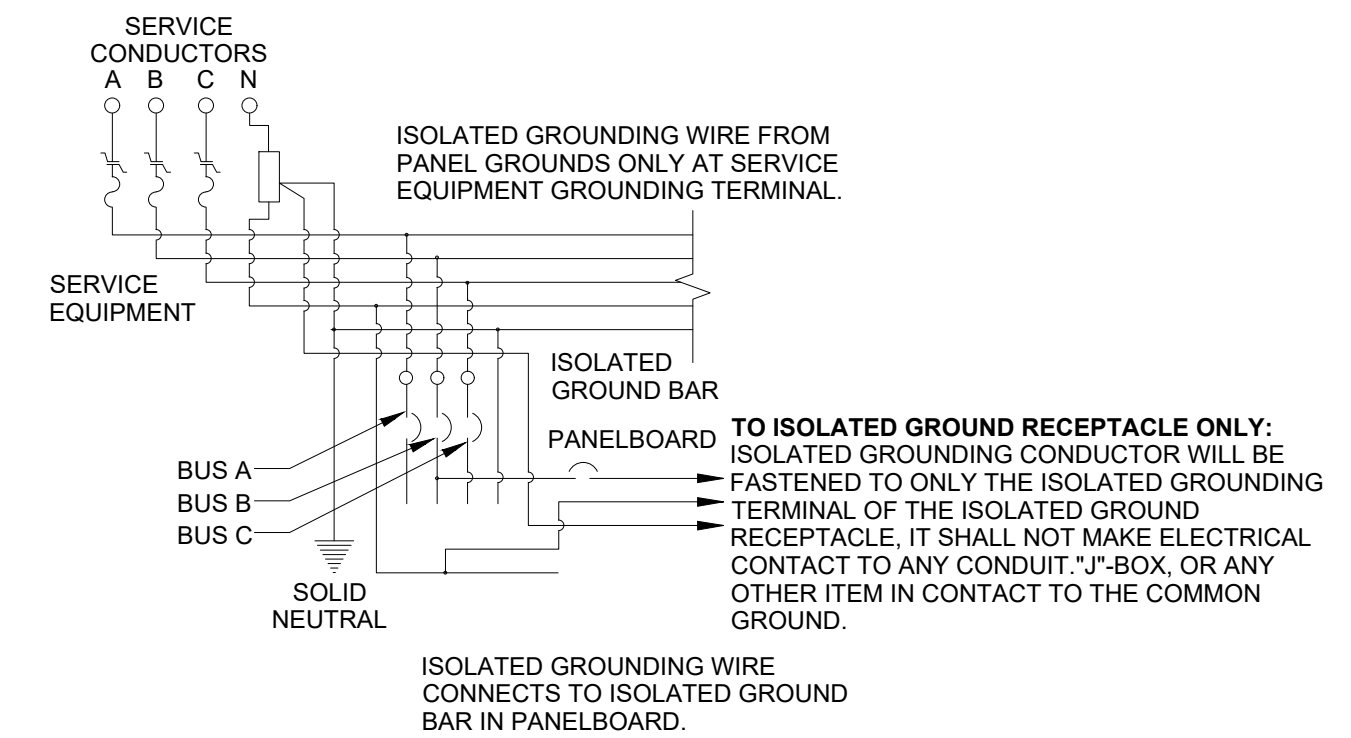 SERVICE
CONDUCTORS
A B C N
ISOLATED GROUNDING WIRE FROM
PANEL GROUNDS ONLY AT SERVICE
EQUIPMENT GROUNDING TERMINAL.
SERVICE
EQUIPMENT
ISOLATED
GROUND BAR
PANELBOARD
TO ISOLATED GROUND RECEPTACLE ONLY:
ISOLATED GROUNDING CONDUCTOR WILL BE
FASTENED TO ONLY THE ISOLATED GROUNDING
TERMINAL OF THE ISOLATED GROUND
RECEPTACLE, IT SHALL NOT MAKE ELECTRICAL
CONTACT TO ANY CONDUIT."J"-BOX, OR ANY
OTHER ITEM IN CONTACT TO THE COMMON
GROUND.
BUS A
BUS B
BUS C
SOLID
NEUTRAL
ISOLATED GROUNDING WIRE
CONNECTS TO ISOLATED GROUND
BAR IN PANELBOARD.